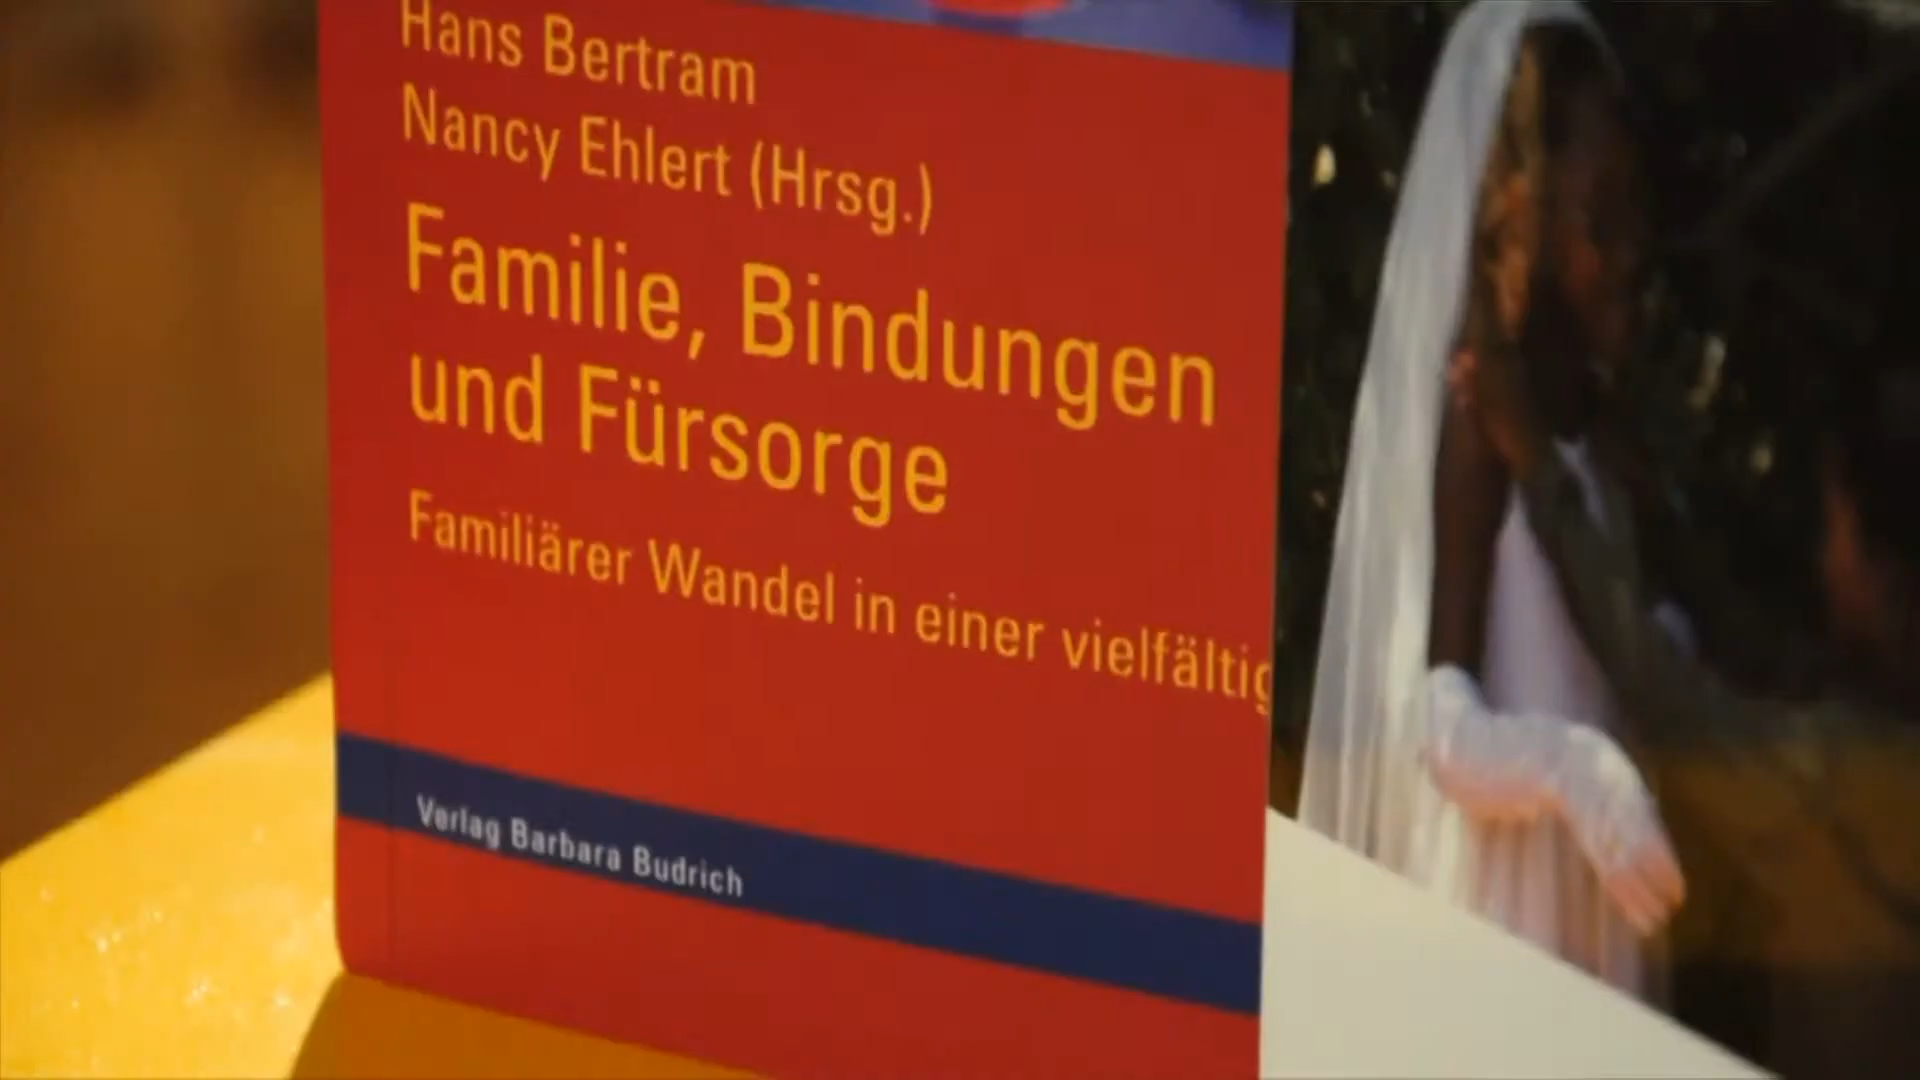 Hans Bertram
Nancy Ehlert (Hrsg.)
Familie, Bindungen
und Fürsorge
Familiärer Wandel in einer vielfältig
Verlag Barbara Budrich